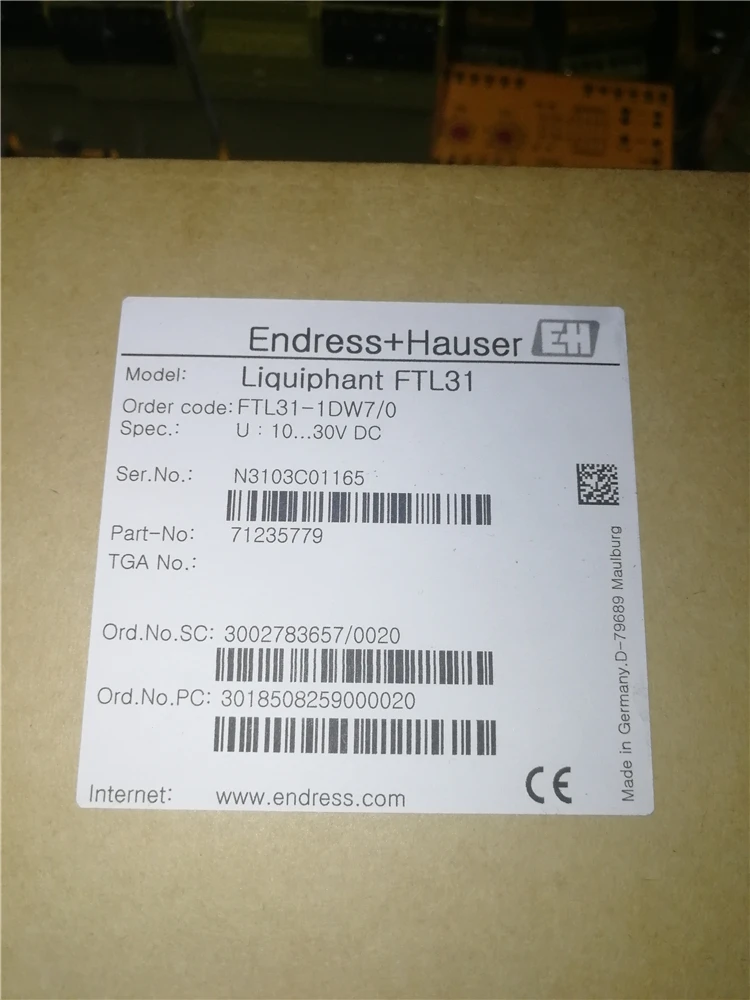 Endress+Hauser EH
Model: Liquiphant FTL31
Order code: FTL31-1DW7/0
Spec.: U : 10...30V DC
Ser.No.: N3103C01165
Part-No: 71235779
TGA No.:
Ord.No.SC: 3002783657/0020
Ord.No.PC: 3018508259000020
Internet: www.endress.com
CE
Made in Germany.D-79689 Maulburg